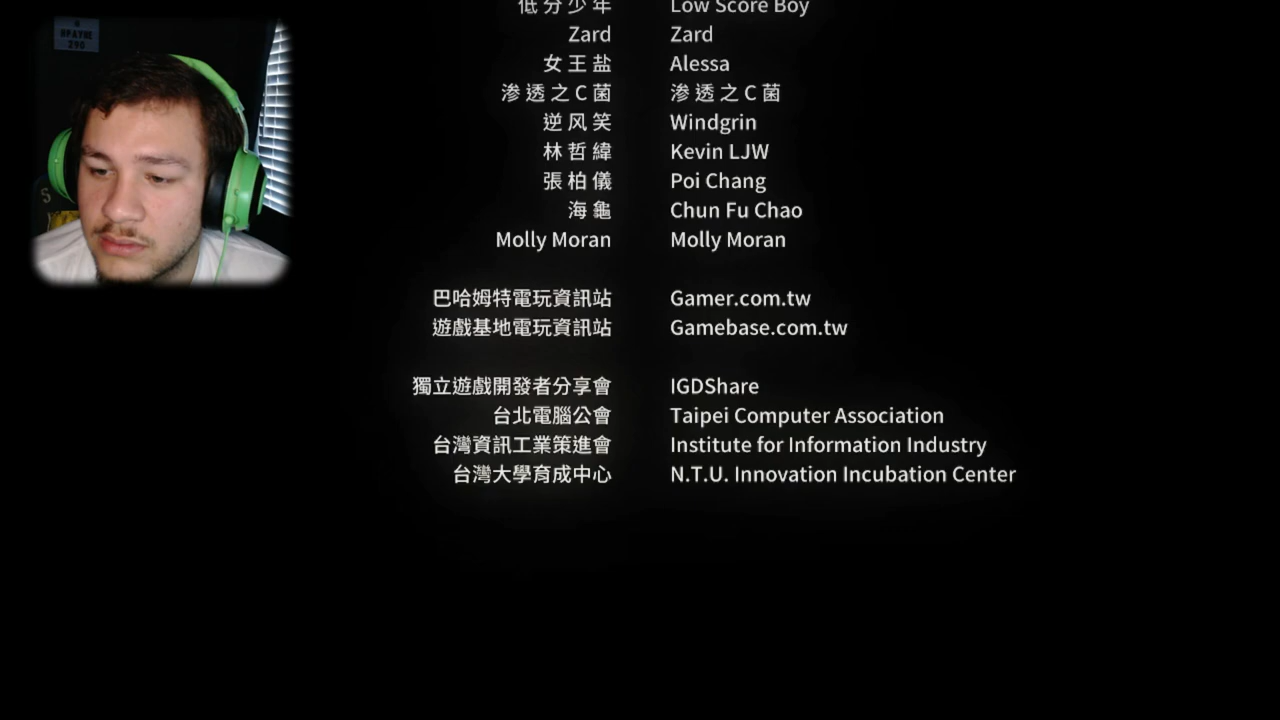 低分少年 Low Score Boy
Zard Zard
女王盐 Alessa
渗透之C菌 渗透之C菌
逆风笑 Windgrin
林哲緯 Kevin LJW
張柏儀 Poi Chang
海龜 Chun Fu Chao
Molly Moran Molly Moran
巴哈姆特電玩資訊站 Gamer.com.tw
遊戲基地電玩資訊站 Gamebase.com.tw
獨立遊戲開發者分享會 IGDShare
台北電腦公會 Taipei Computer Association
台灣資訊工業策進會 Institute for Information Industry
台灣大學育成中心 N.T.U. Innovation Incubation Center